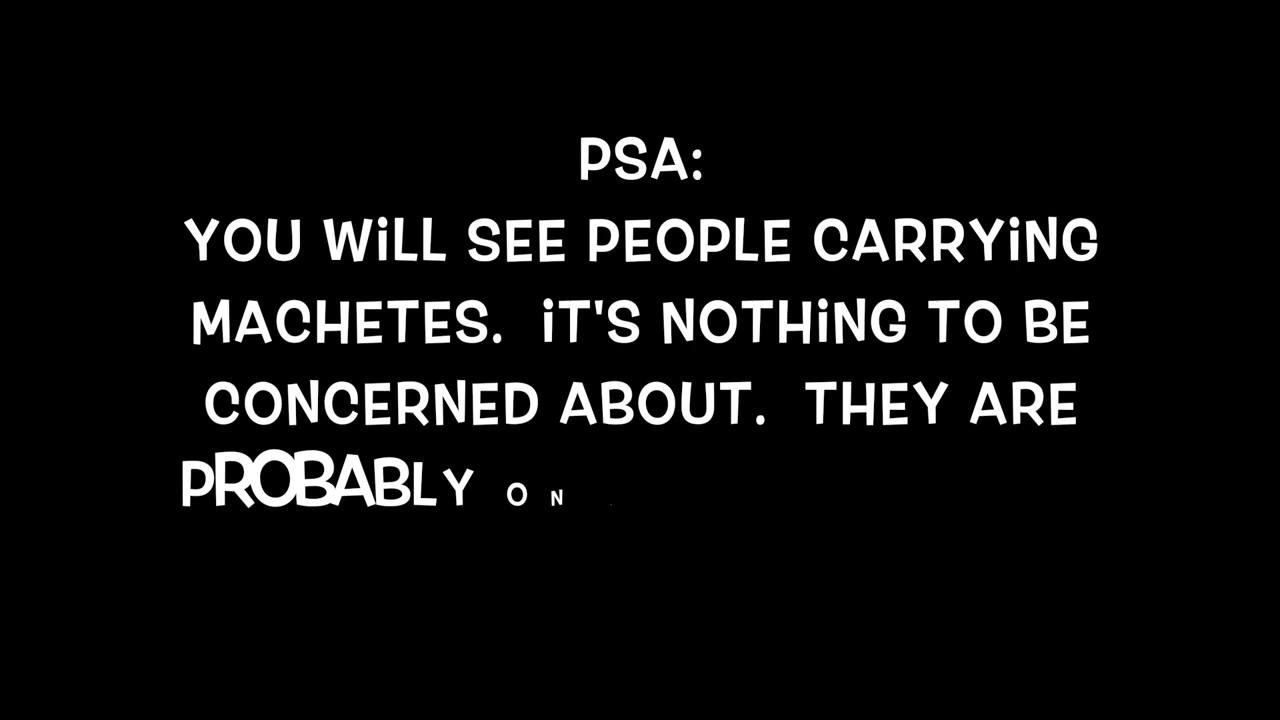 PSA:
YOU WiLL SEE PEOPLE CARRYiNG
MACHETES.  iT'S NOTHiNG TO BE
CONCERNED ABOUT.  THEY ARE
PROBABLY ON